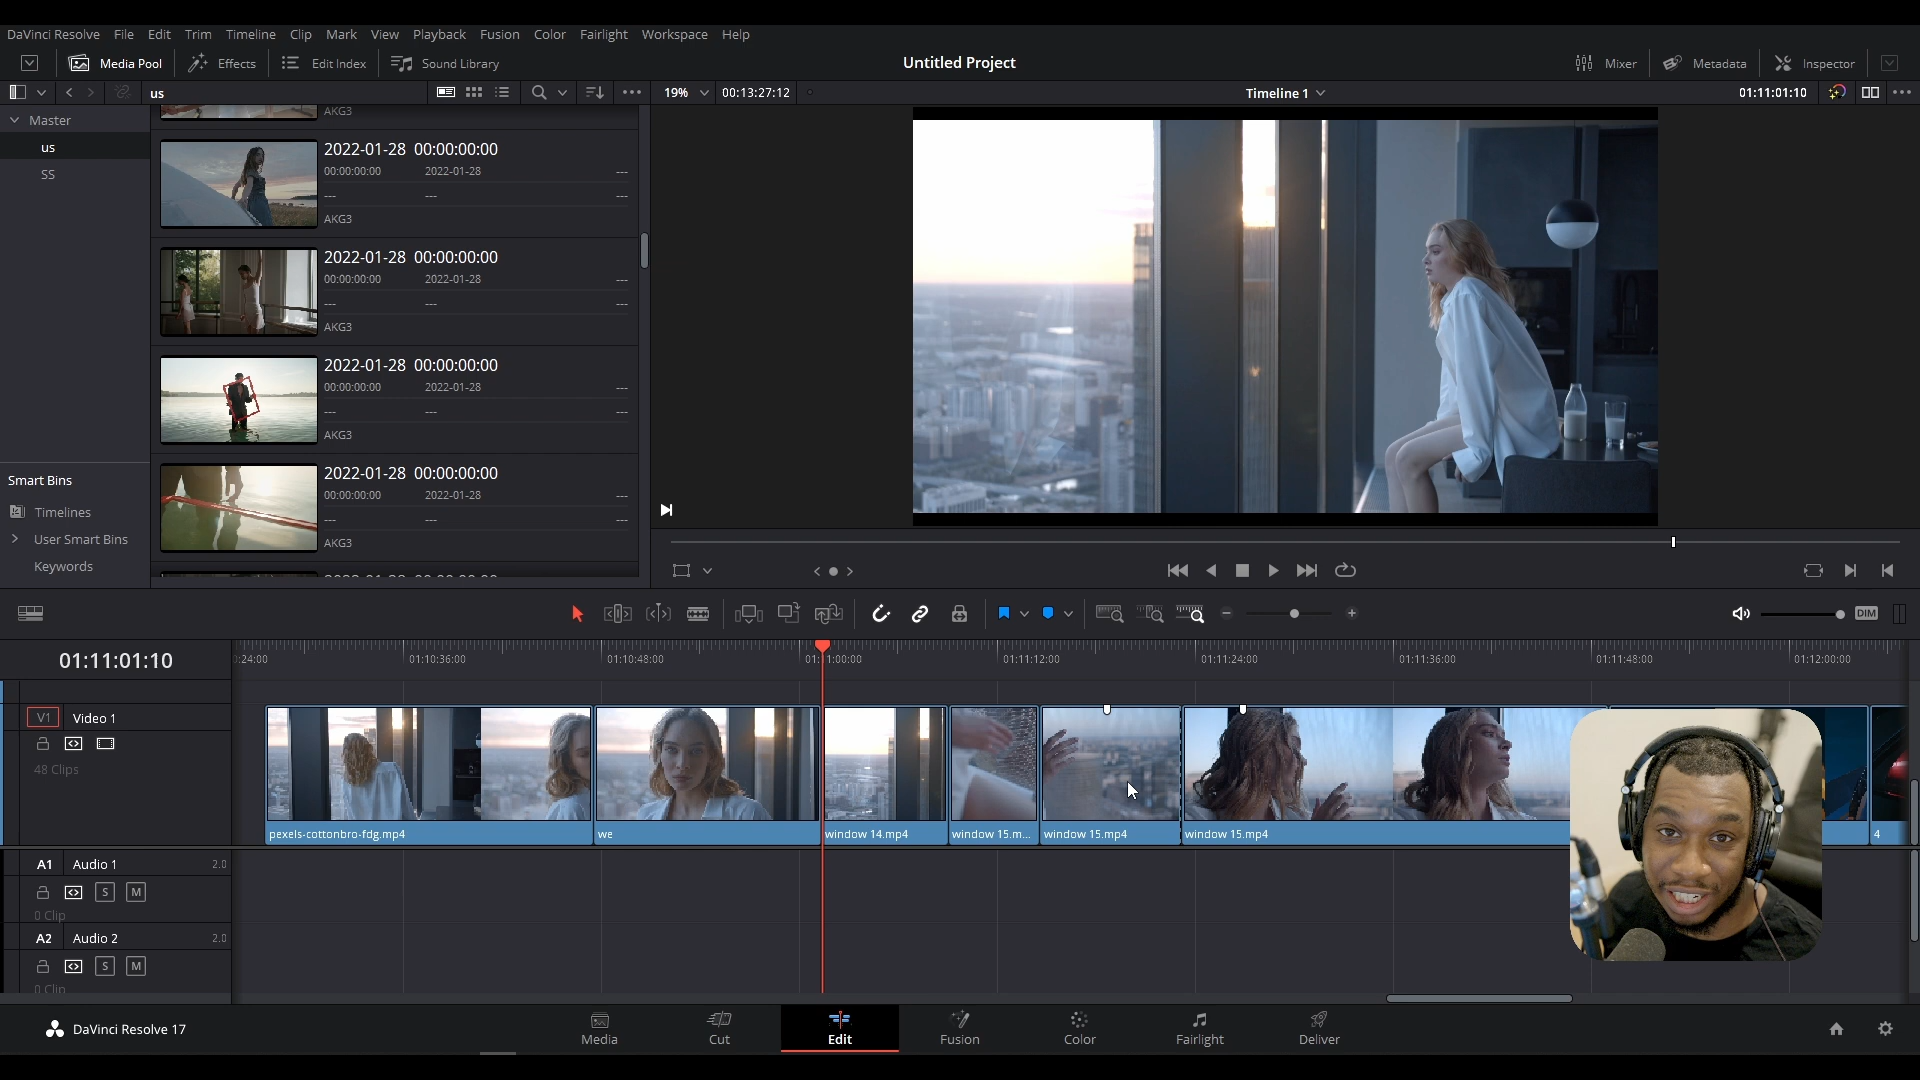 DaVinci Resolve File Edit Trim Timeline Clip Mark View Playback Fusion Color Fairlight Workspace Help
Media Pool Effects Edit Index Sound Library Untitled Project Mixer Metadata Inspector
us 19% 00:13:27:12 Timeline 1 01:11:01:10
Master
us
SS
AKG3
2022-01-28 00:00:00:00
00:00:00:00 2022-01-28 ---
--- ---
AKG3
2022-01-28 00:00:00:00
00:00:00:00 2022-01-28 ---
--- ---
AKG3
2022-01-28 00:00:00:00
00:00:00:00 2022-01-28 ---
--- --- ---
AKG3
2022-01-28 00:00:00:00
00:00:00:00 2022-01-28 ---
--- --- ---
AKG3
Smart Bins
Timelines
User Smart Bins
Keywords
DIM
01:11:01:10
:24:00 01:10:36:00 01:10:48:00 01:11:00:00 01:11:12:00 01:11:24:00 01:11:36:00 01:11:48:00 01:12:00:00
V1 Video 1
48 Clips
pexels-cottonbro-fdg.mp4 we window 14.mp4 window 15.m... window 15.mp4 window 15.mp4 4
A1 Audio 1 2.0
S M
0 Clip
A2 Audio 2 2.0
S M
0 Clip
DaVinci Resolve 17
Media Cut Edit Fusion Color Fairlight Deliver